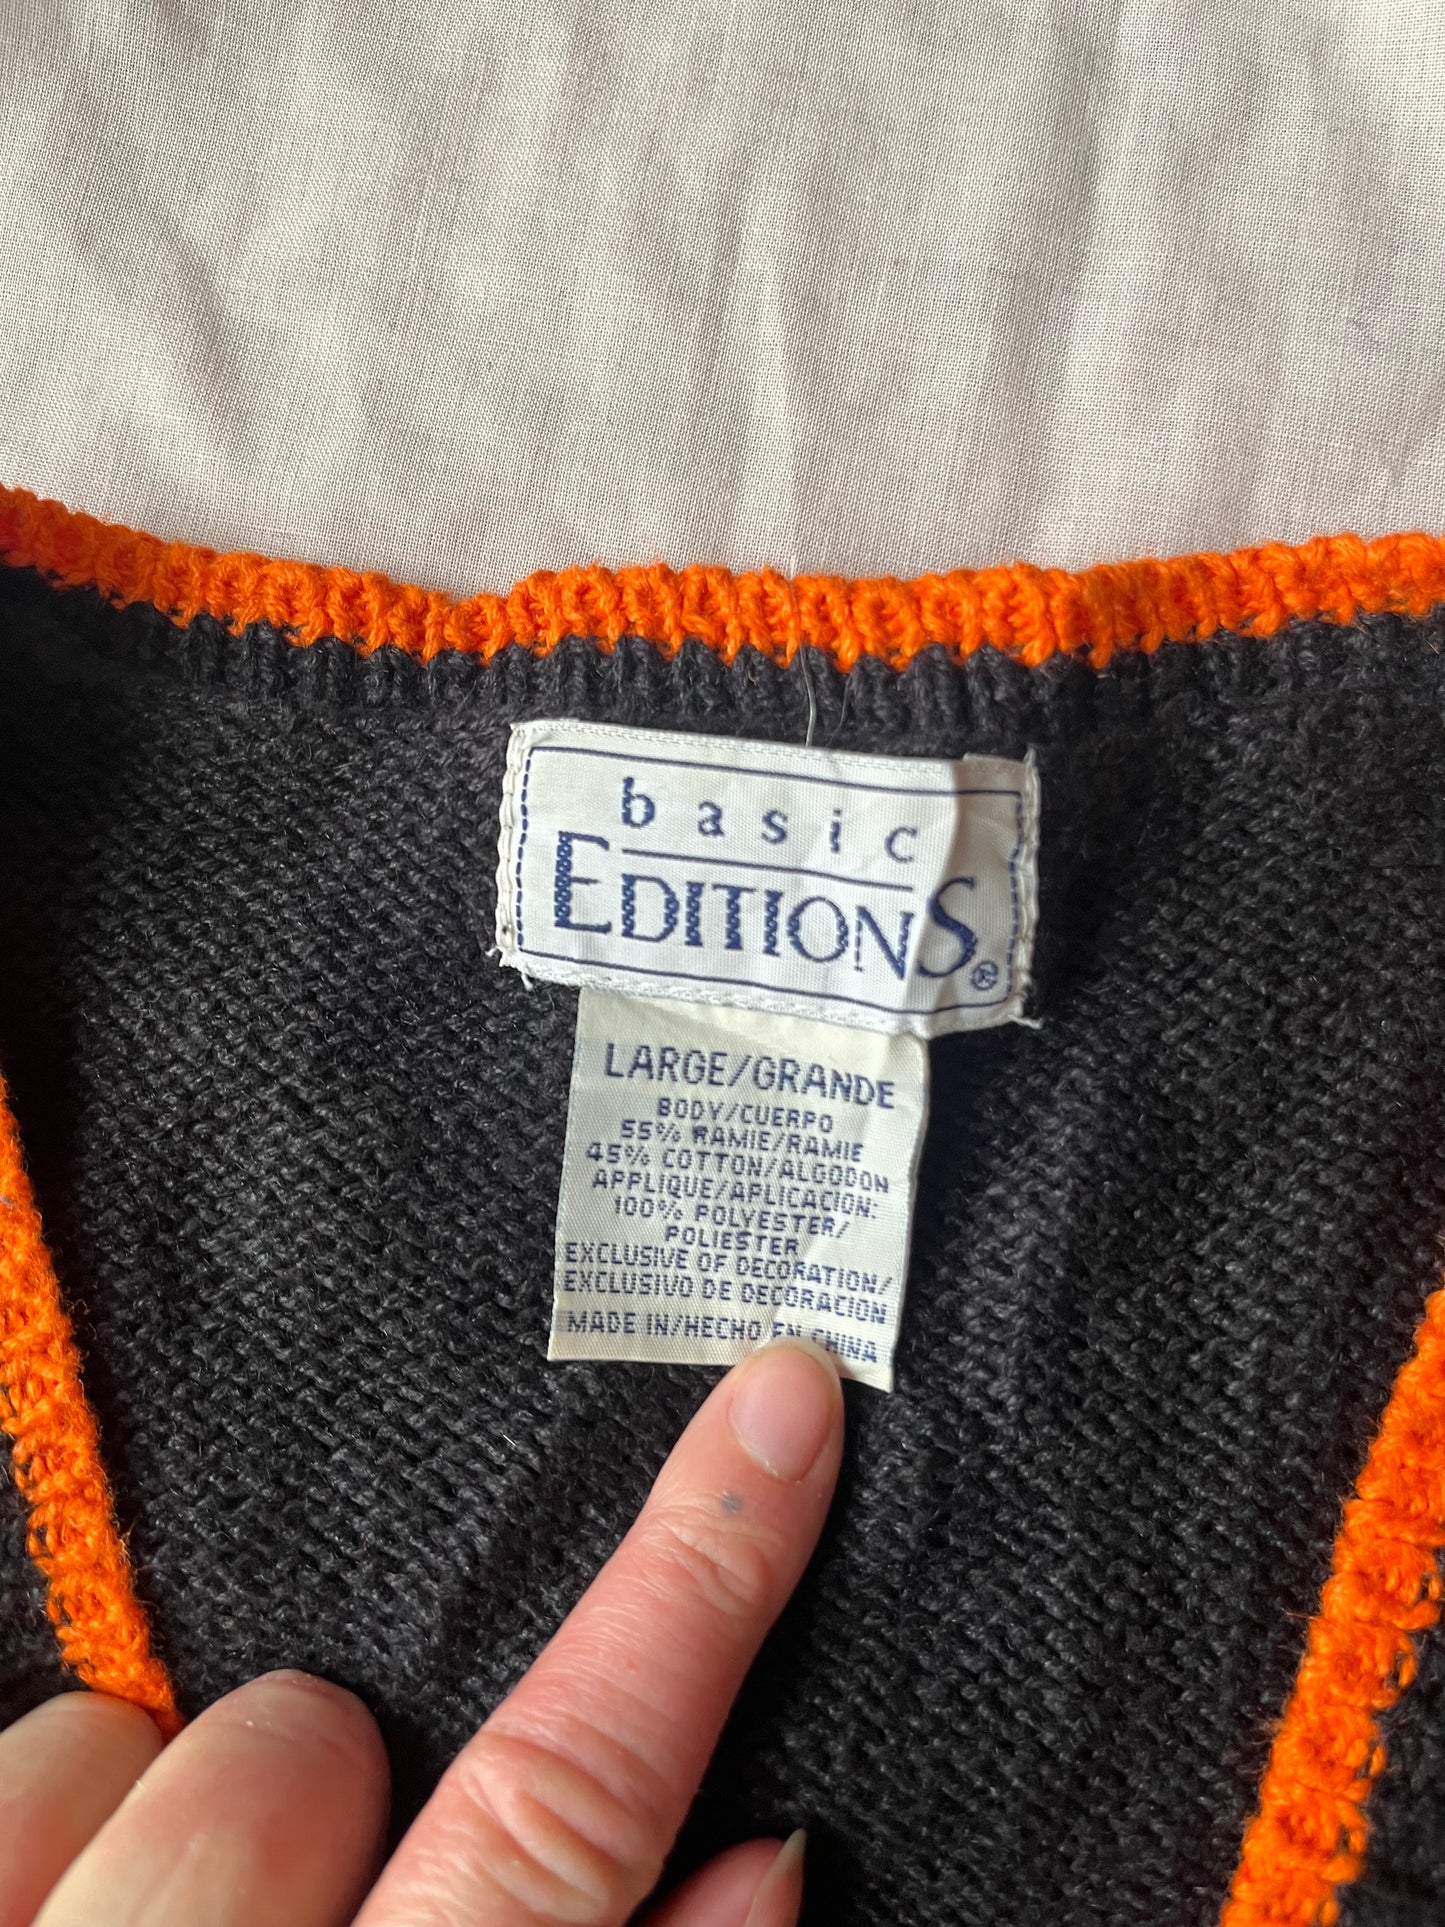 basic
EDITIONS®
LARGE/GRANDE
BODY/CUERPO
55% RAMIE/RAMIE
45% COTTON/ALGODON
APPLIQUE/APLICACION:
100% POLYESTER/
POLIESTER
EXCLUSIVE OF DECORATION/
EXCLUSIVO DE DECORACION
MADE IN/HECHO EN CHINA